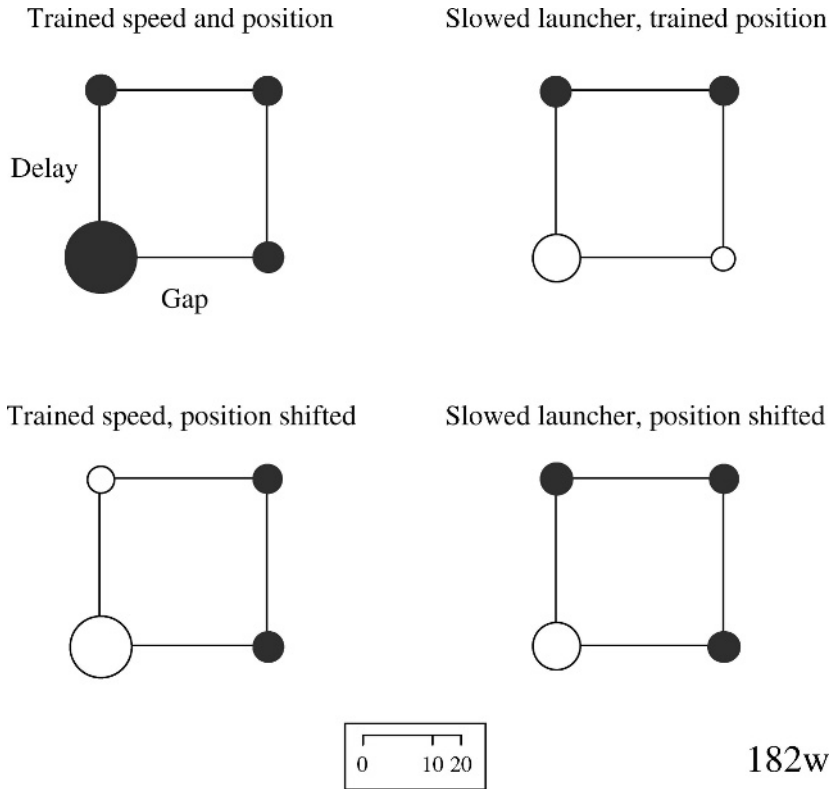 Trained speed and position
Slowed launcher, trained position
Delay
Gap
Trained speed, position shifted
Slowed launcher, position shifted
0 10 20
182w